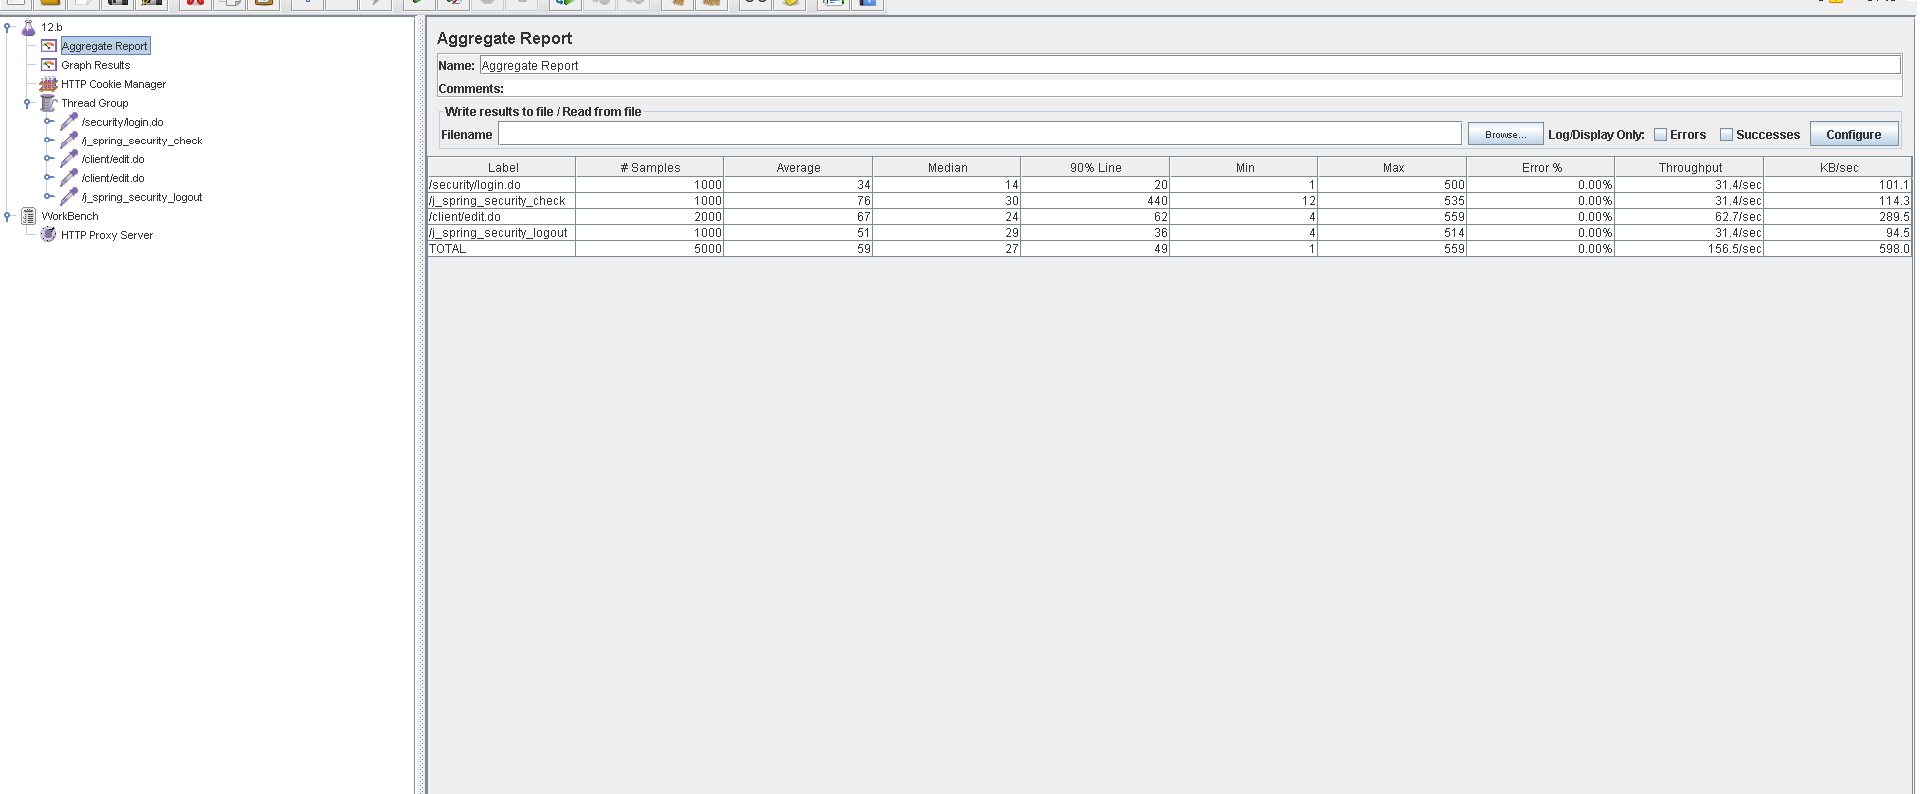 12.b
Aggregate Report
Graph Results
HTTP Cookie Manager
Thread Group
/security/login.do
/j_spring_security_check
/client/edit.do
/client/edit.do
/j_spring_security_logout
WorkBench
HTTP Proxy Server
Aggregate Report
Name: Aggregate Report
Comments:
Write results to file / Read from file
Filename Browse... Log/Display Only: Errors Successes Configure
Label # Samples Average Median 90% Line Min Max Error % Throughput KB/sec
/security/login.do 1000 34 14 20 1 500 0.00% 31.4/sec 101.1
/j_spring_security_check 1000 76 30 440 12 535 0.00% 31.4/sec 114.3
/client/edit.do 2000 67 24 62 4 559 0.00% 62.7/sec 289.5
/j_spring_security_logout 1000 51 29 36 4 514 0.00% 31.4/sec 94.5
TOTAL 5000 59 27 49 1 559 0.00% 156.5/sec 598.0